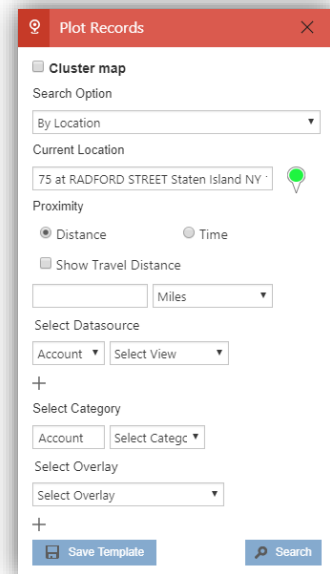 Plot Records
Cluster map
Search Option
By Location
Current Location
75 at RADFORD STREET Staten Island NY
Proximity
Distance Time
Show Travel Distance
Miles
Select Datasource
Account Select View
Select Category
Account Select Categc
Select Overlay
Select Overlay
Save Template Search